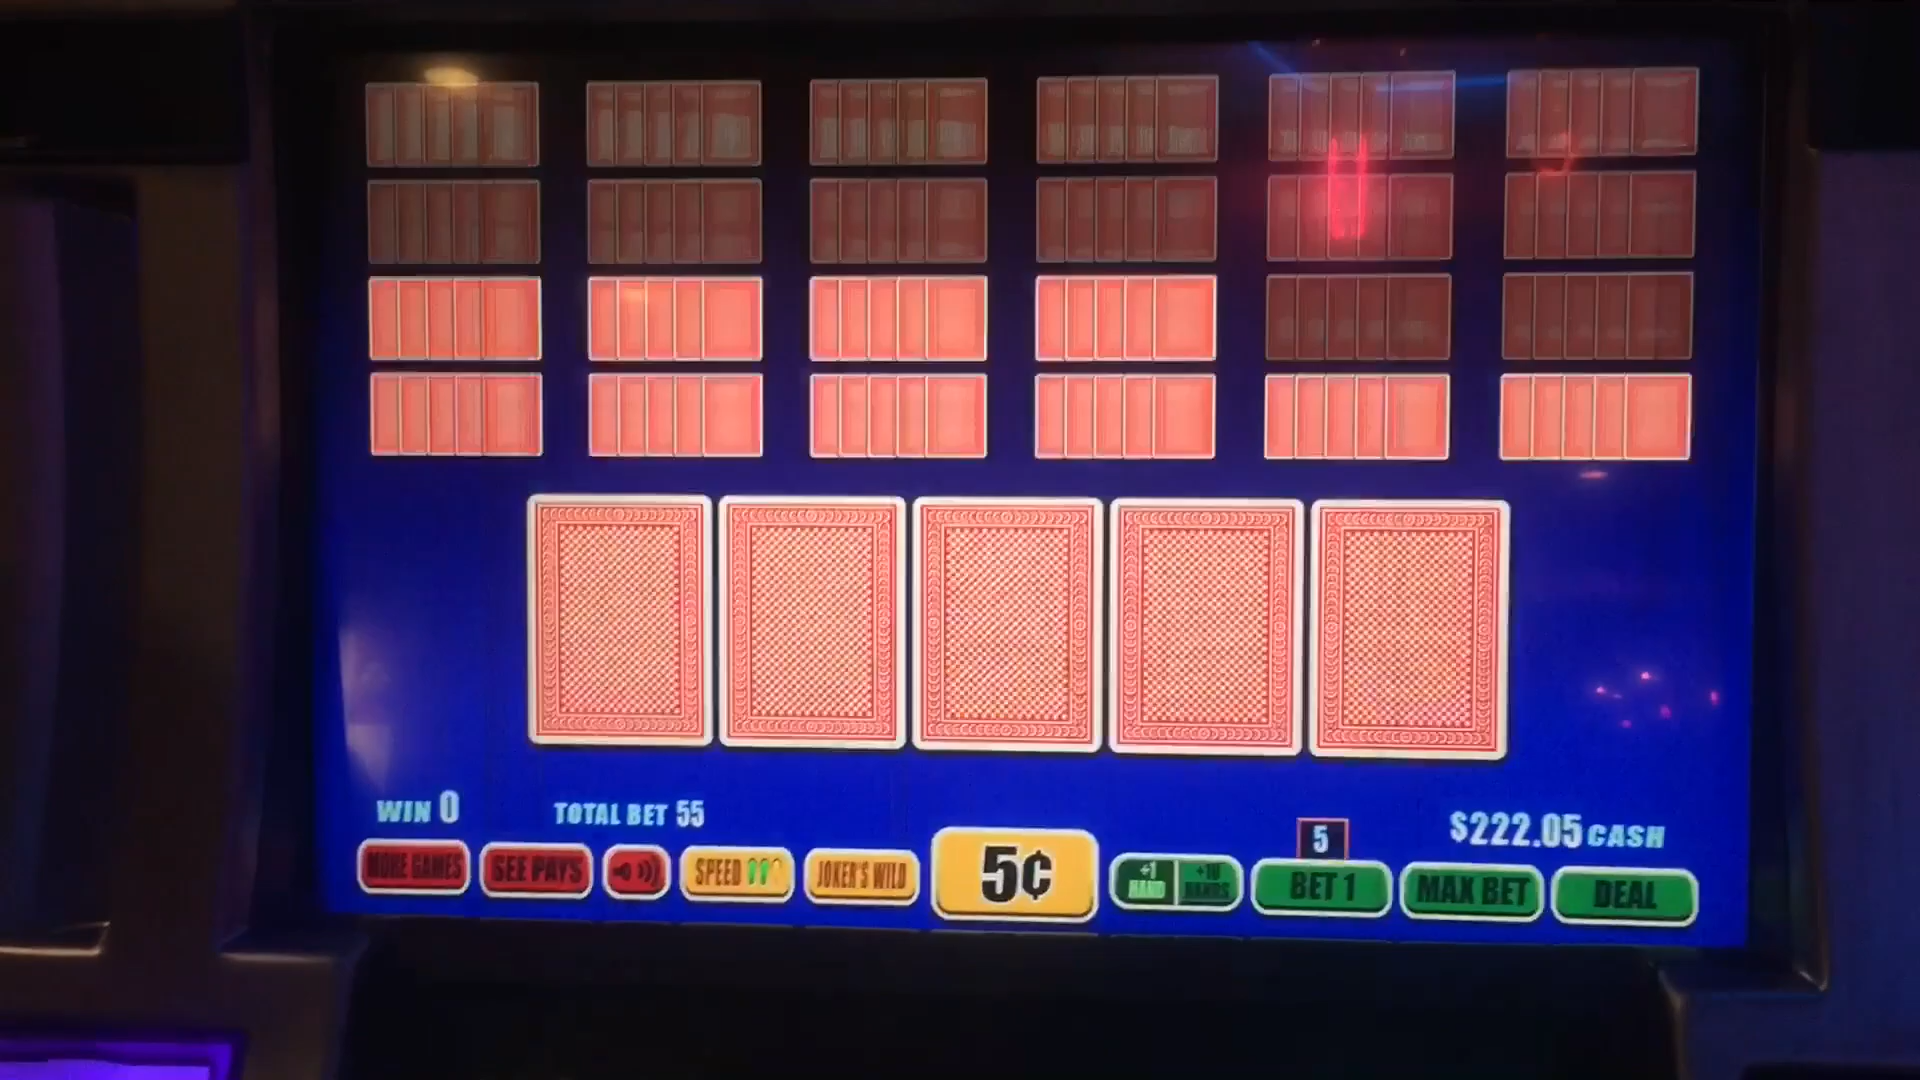 WIN 0
TOTAL BET 55
5
$222.05 CASH
MORE GAMES
SEE PAYS
SPEED
JOKER'S WILD
5¢
+1 HAND
+10 HANDS
BET 1
MAX BET
DEAL